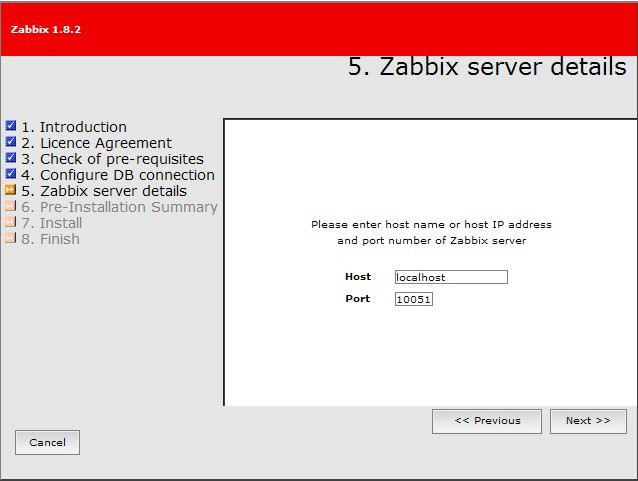 Zabbix 1.8.2
5. Zabbix server details
1. Introduction
2. Licence Agreement
3. Check of pre-requisites
4. Configure DB connection
5. Zabbix server details
6. Pre-Installation Summary
7. Install
8. Finish
Please enter host name or host IP address
and port number of Zabbix server
Host localhost
Port 10051
<< Previous Next >>
Cancel